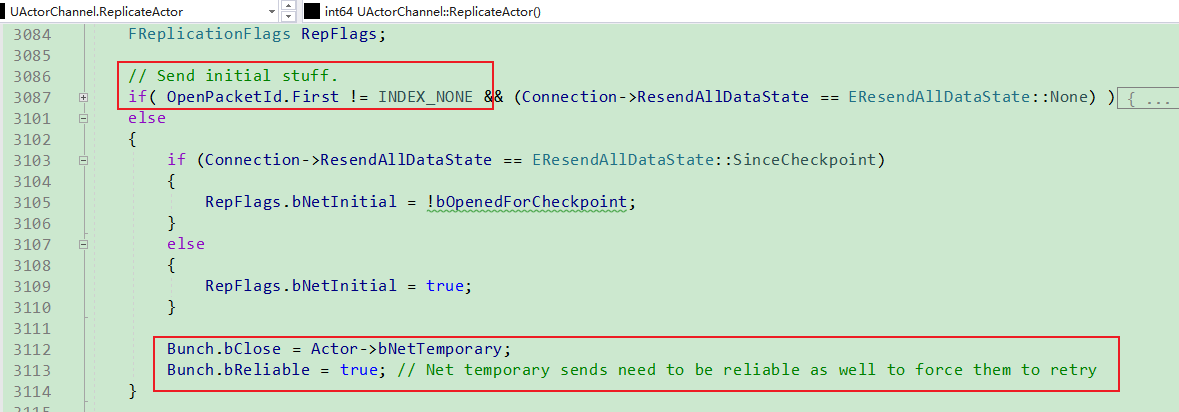 UActorChannel.ReplicateActor int64 UActorChannel::ReplicateActor()
3084 FReplicationFlags RepFlags;
3085
3086 // Send initial stuff.
3087 if( OpenPacketId.First != INDEX_NONE && (Connection->ResendAllDataState == EResendAllDataState::None) ) { ...
3101 else
3102 {
3103 if (Connection->ResendAllDataState == EResendAllDataState::SinceCheckpoint)
3104 {
3105 RepFlags.bNetInitial = !bOpenedForCheckpoint;
3106 }
3107 else
3108 {
3109 RepFlags.bNetInitial = true;
3110 }
3111
3112 Bunch.bClose = Actor->bNetTemporary;
3113 Bunch.bReliable = true; // Net temporary sends need to be reliable as well to force them to retry
3114 }
3115